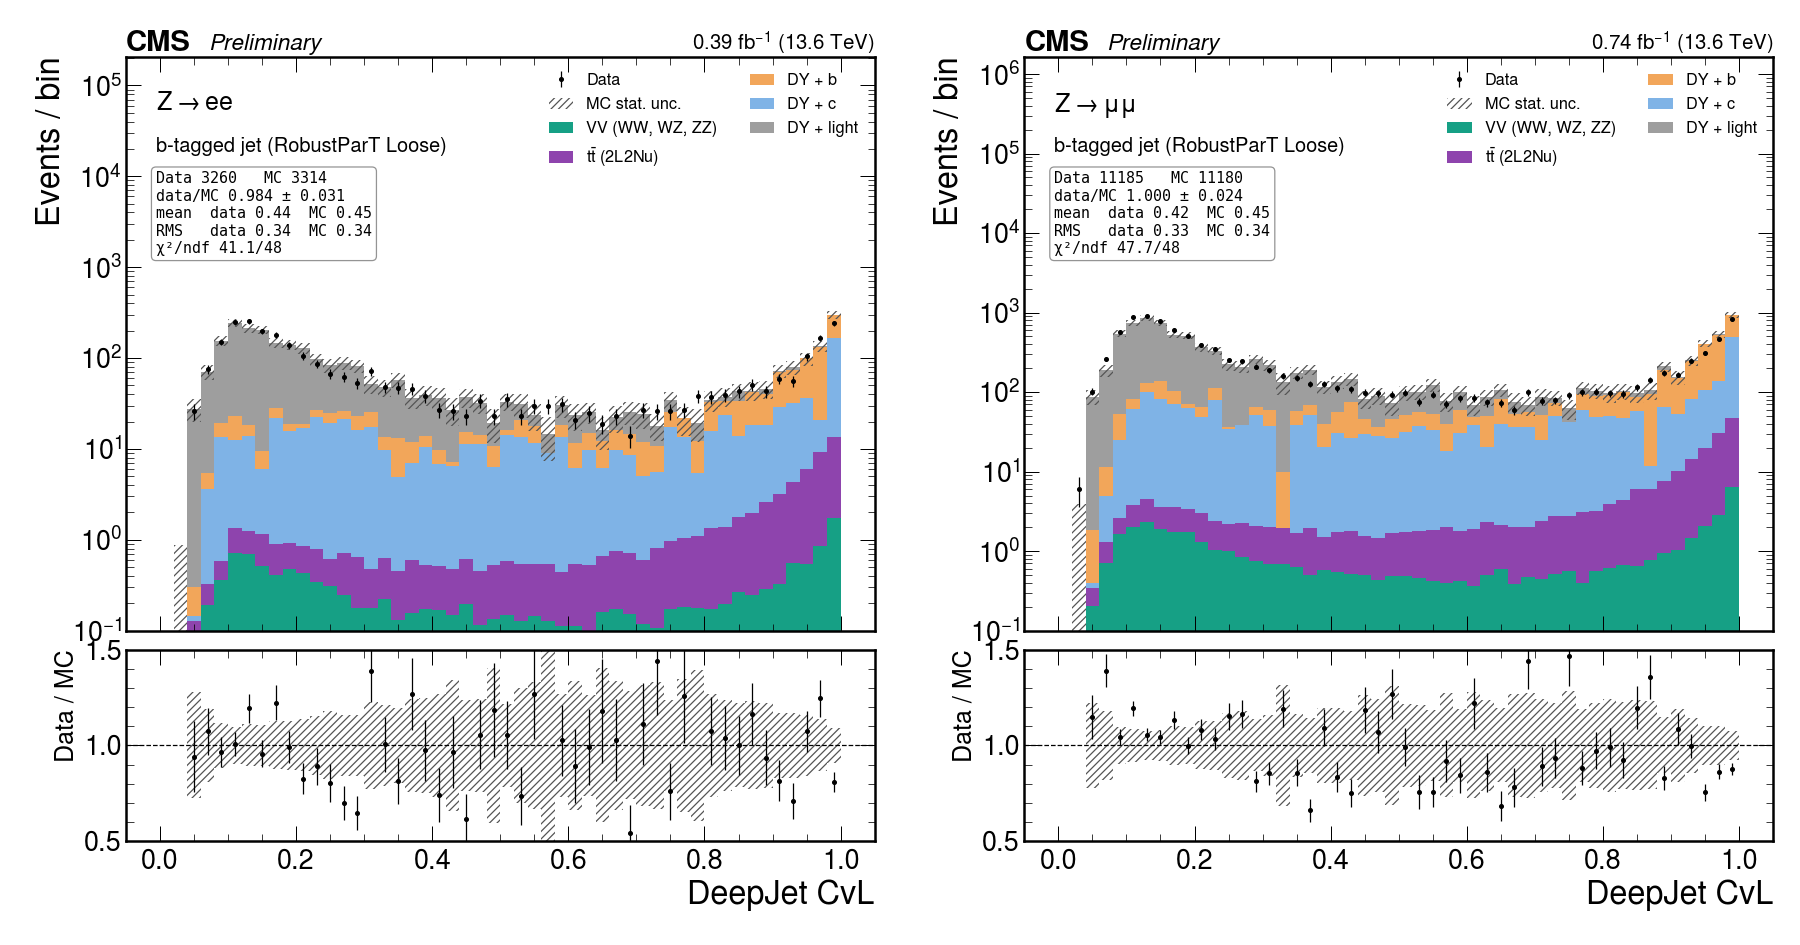 CMS Preliminary 0.39 fb⁻¹ (13.6 TeV)
Events / bin
10⁵
10⁴
10³
10²
10¹
10⁰
10⁻¹
Z → ee
b-tagged jet (RobustParT Loose)
Data 3260 MC 3314
data/MC 0.984 ± 0.031
mean data 0.44 MC 0.45
RMS data 0.34 MC 0.34
χ²/ndf 41.1/48
Data
MC stat. unc.
VV (WW, WZ, ZZ)
tt̄ (2L2Nu)
DY + b
DY + c
DY + light
Data / MC
1.5
1.0
0.5
0.0 0.2 0.4 0.6 0.8 1.0
DeepJet CvL
CMS Preliminary 0.74 fb⁻¹ (13.6 TeV)
Events / bin
10⁶
10⁵
10⁴
10³
10²
10¹
10⁰
10⁻¹
Z → μμ
b-tagged jet (RobustParT Loose)
Data 11185 MC 11180
data/MC 1.000 ± 0.024
mean data 0.42 MC 0.45
RMS data 0.33 MC 0.34
χ²/ndf 47.7/48
Data
MC stat. unc.
VV (WW, WZ, ZZ)
tt̄ (2L2Nu)
DY + b
DY + c
DY + light
Data / MC
1.5
1.0
0.5
0.0 0.2 0.4 0.6 0.8 1.0
DeepJet CvL